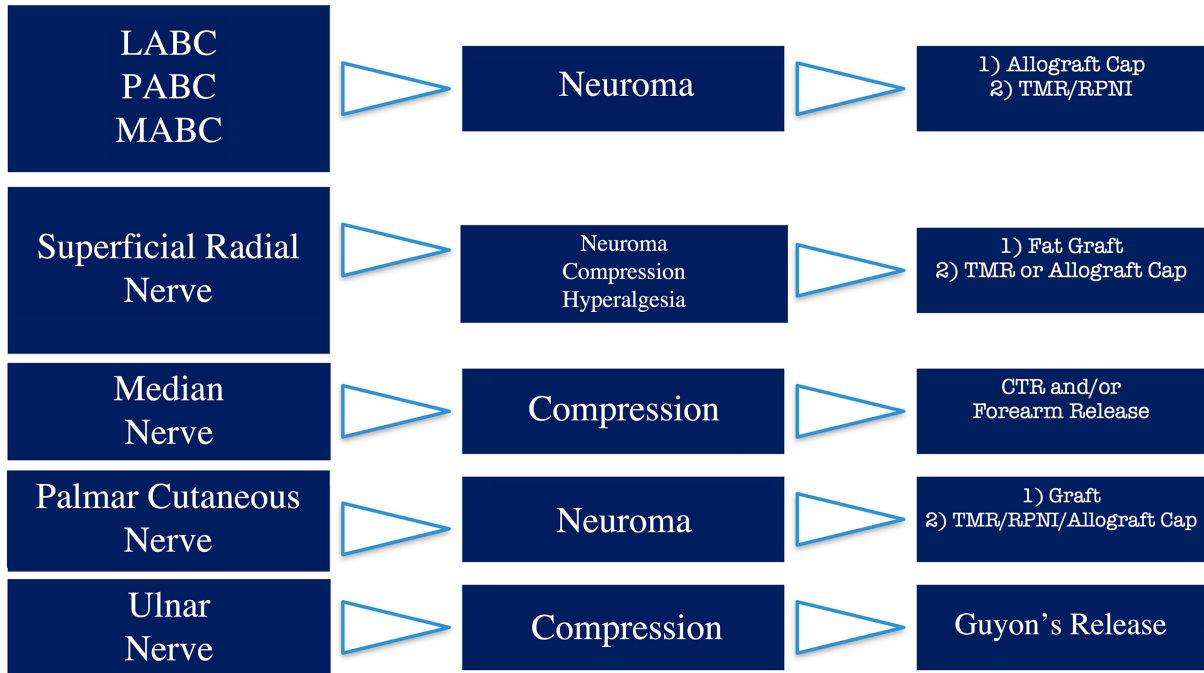 LABC
PABC
MABC
Neuroma
1) Allograft Cap
2) TMR/RPNI
Superficial Radial
Nerve
Neuroma
Compression
Hyperalgesia
1) Fat Graft
2) TMR or Allograft Cap
Median
Nerve
Compression
CTR and/or
Forearm Release
Palmar Cutaneous
Nerve
Neuroma
1) Graft
2) TMR/RPNI/Allograft Cap
Ulnar
Nerve
Compression
Guyon's Release